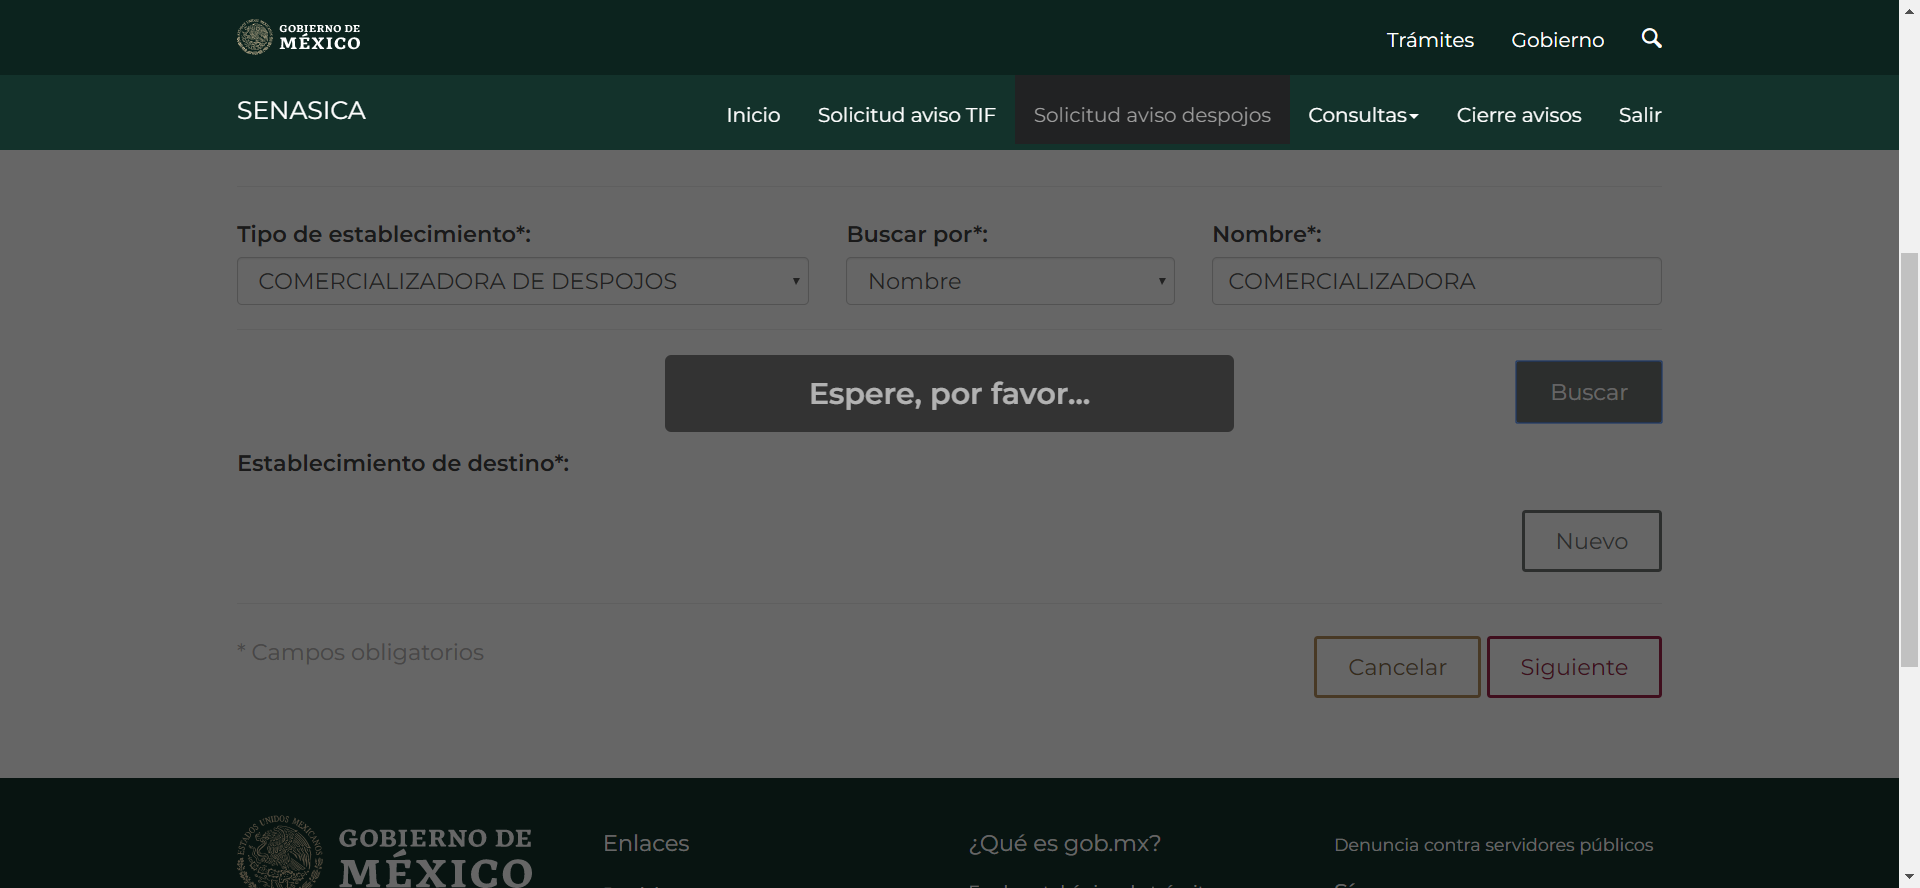 GOBIERNO DE
MÉXICO
Trámites
Gobierno
SENASICA
Inicio
Solicitud aviso TIF
Solicitud aviso despojos
Consultas
Cierre avisos
Salir
Tipo de establecimiento*:
Buscar por*:
Nombre*:
COMERCIALIZADORA DE DESPOJOS
Nombre
COMERCIALIZADORA
Espere, por favor...
Buscar
Establecimiento de destino*:
Nuevo
* Campos obligatorios
Cancelar
Siguiente
ESTADOS UNIDOS MEXICANOS
GOBIERNO DE
MÉXICO
Enlaces
¿Qué es gob.mx?
Denuncia contra servidores públicos